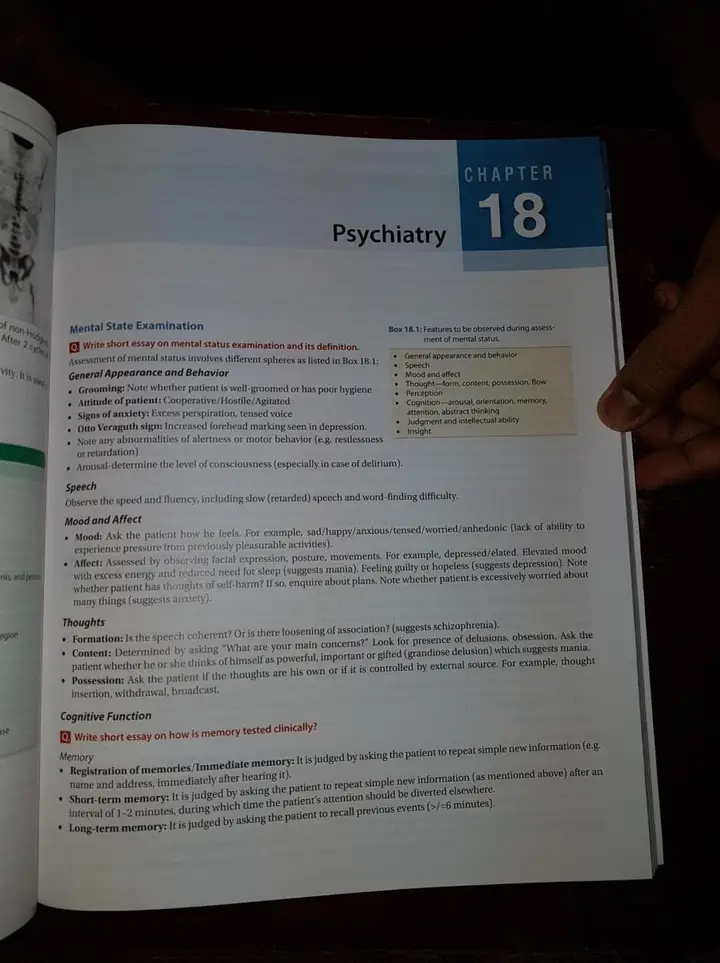 of non-Hodg
After 2 cycl
vity. It is used
nis, and penis
egion
ase
CHAPTER
18
Psychiatry
Mental State Examination
Q. Write short essay on mental status examination and its definition.
Assessment of mental status involves different spheres as listed in Box 18.1:
General Appearance and Behavior
• Grooming: Note whether patient is well-groomed or has poor hygiene
• Attitude of patient: Cooperative/Hostile/Agitated
• Signs of anxiety: Excess perspiration, tensed voice
• Otto Veraguth sign: Increased forehead marking seen in depression.
• Note any abnormalities of alertness or motor behavior (e.g. restlessness
or retardation)
• Arousal-determine the level of consciousness (especially in case of delirium).
Box 18.1: Features to be observed during assess-
ment of mental status.
• General appearance and behavior
• Speech
• Mood and affect
• Thought—form, content, possession, flow
• Perception
• Cognition—arousal, orientation, memory,
attention, abstract thinking
• Judgment and intellectual ability
• Insight
Speech
Observe the speed and fluency, including slow (retarded) speech and word-finding difficulty.
Mood and Affect
• Mood: Ask the patient how he feels. For example, sad/happy/anxious/tensed/worried/anhedonic (lack of ability to
experience pressure from previously pleasurable activities).
• Affect: Assessed by observing facial expression, posture, movements. For example, depressed/elated. Elevated mood
with excess energy and reduced need for sleep (suggests mania). Feeling guilty or hopeless (suggests depression). Note
whether patient has thoughts of self-harm? If so, enquire about plans. Note whether patient is excessively worried about
many things (suggests anxiety).
Thoughts
• Formation: Is the speech coherent? Or is there loosening of association? (suggests schizophrenia).
• Content: Determined by asking "What are your main concerns?" Look for presence of delusions, obsession. Ask the
patient whether he or she thinks of himself as powerful, important or gifted (grandiose delusion) which suggests mania.
• Possession: Ask the patient if the thoughts are his own or if it is controlled by external source. For example, thought
insertion, withdrawal, broadcast.
Cognitive Function
Q. Write short essay on how is memory tested clinically?
Memory
• Registration of memories/Immediate memory: It is judged by asking the patient to repeat simple new information (e.g.
name and address, immediately after hearing it).
• Short-term memory: It is judged by asking the patient to repeat simple new information (as mentioned above) after an
interval of 1–2 minutes, during which time the patient's attention should be diverted elsewhere.
• Long-term memory: It is judged by asking the patient to recall previous events (>/=6 minutes).